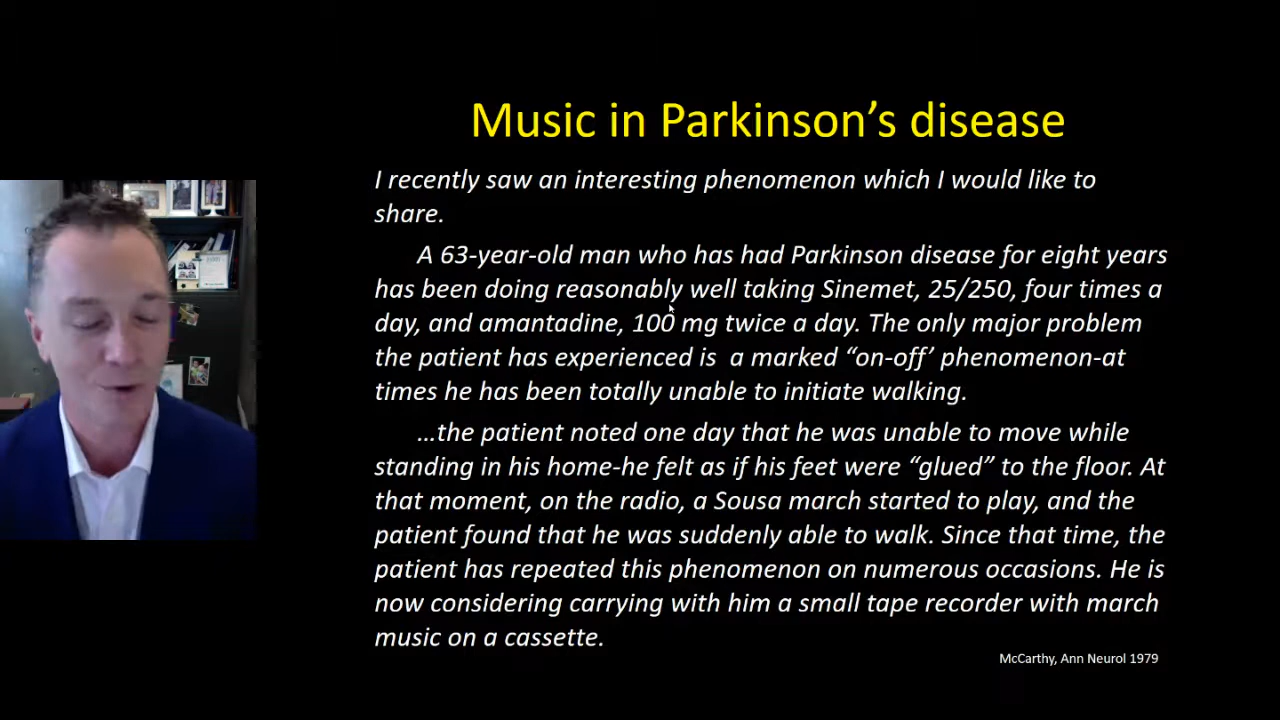 Music in Parkinson’s disease
I recently saw an interesting phenomenon which I would like to
share.
A 63-year-old man who has had Parkinson disease for eight years
has been doing reasonably well taking Sinemet, 25/250, four times a
day, and amantadine, 100 mg twice a day. The only major problem
the patient has experienced is a marked “on-off’ phenomenon-at
times he has been totally unable to initiate walking.
…the patient noted one day that he was unable to move while
standing in his home-he felt as if his feet were “glued” to the floor. At
that moment, on the radio, a Sousa march started to play, and the
patient found that he was suddenly able to walk. Since that time, the
patient has repeated this phenomenon on numerous occasions. He is
now considering carrying with him a small tape recorder with march
music on a cassette.
McCarthy, Ann Neurol 1979